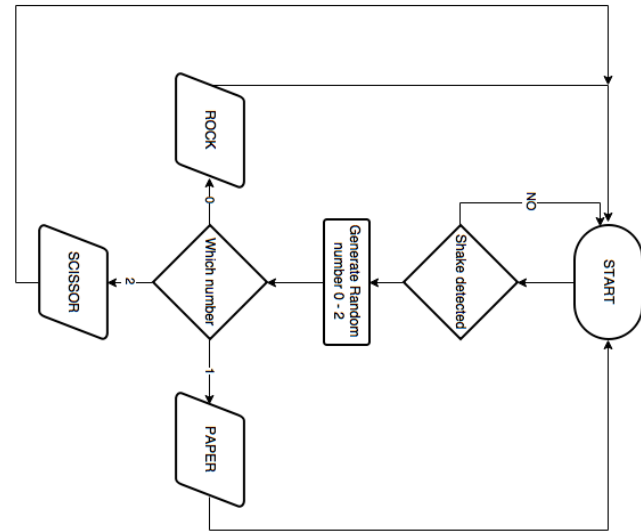 START
NO
Shake detected
Generate Random
number 0 - 2
Which number
0
1
2
ROCK
PAPER
SCISSOR